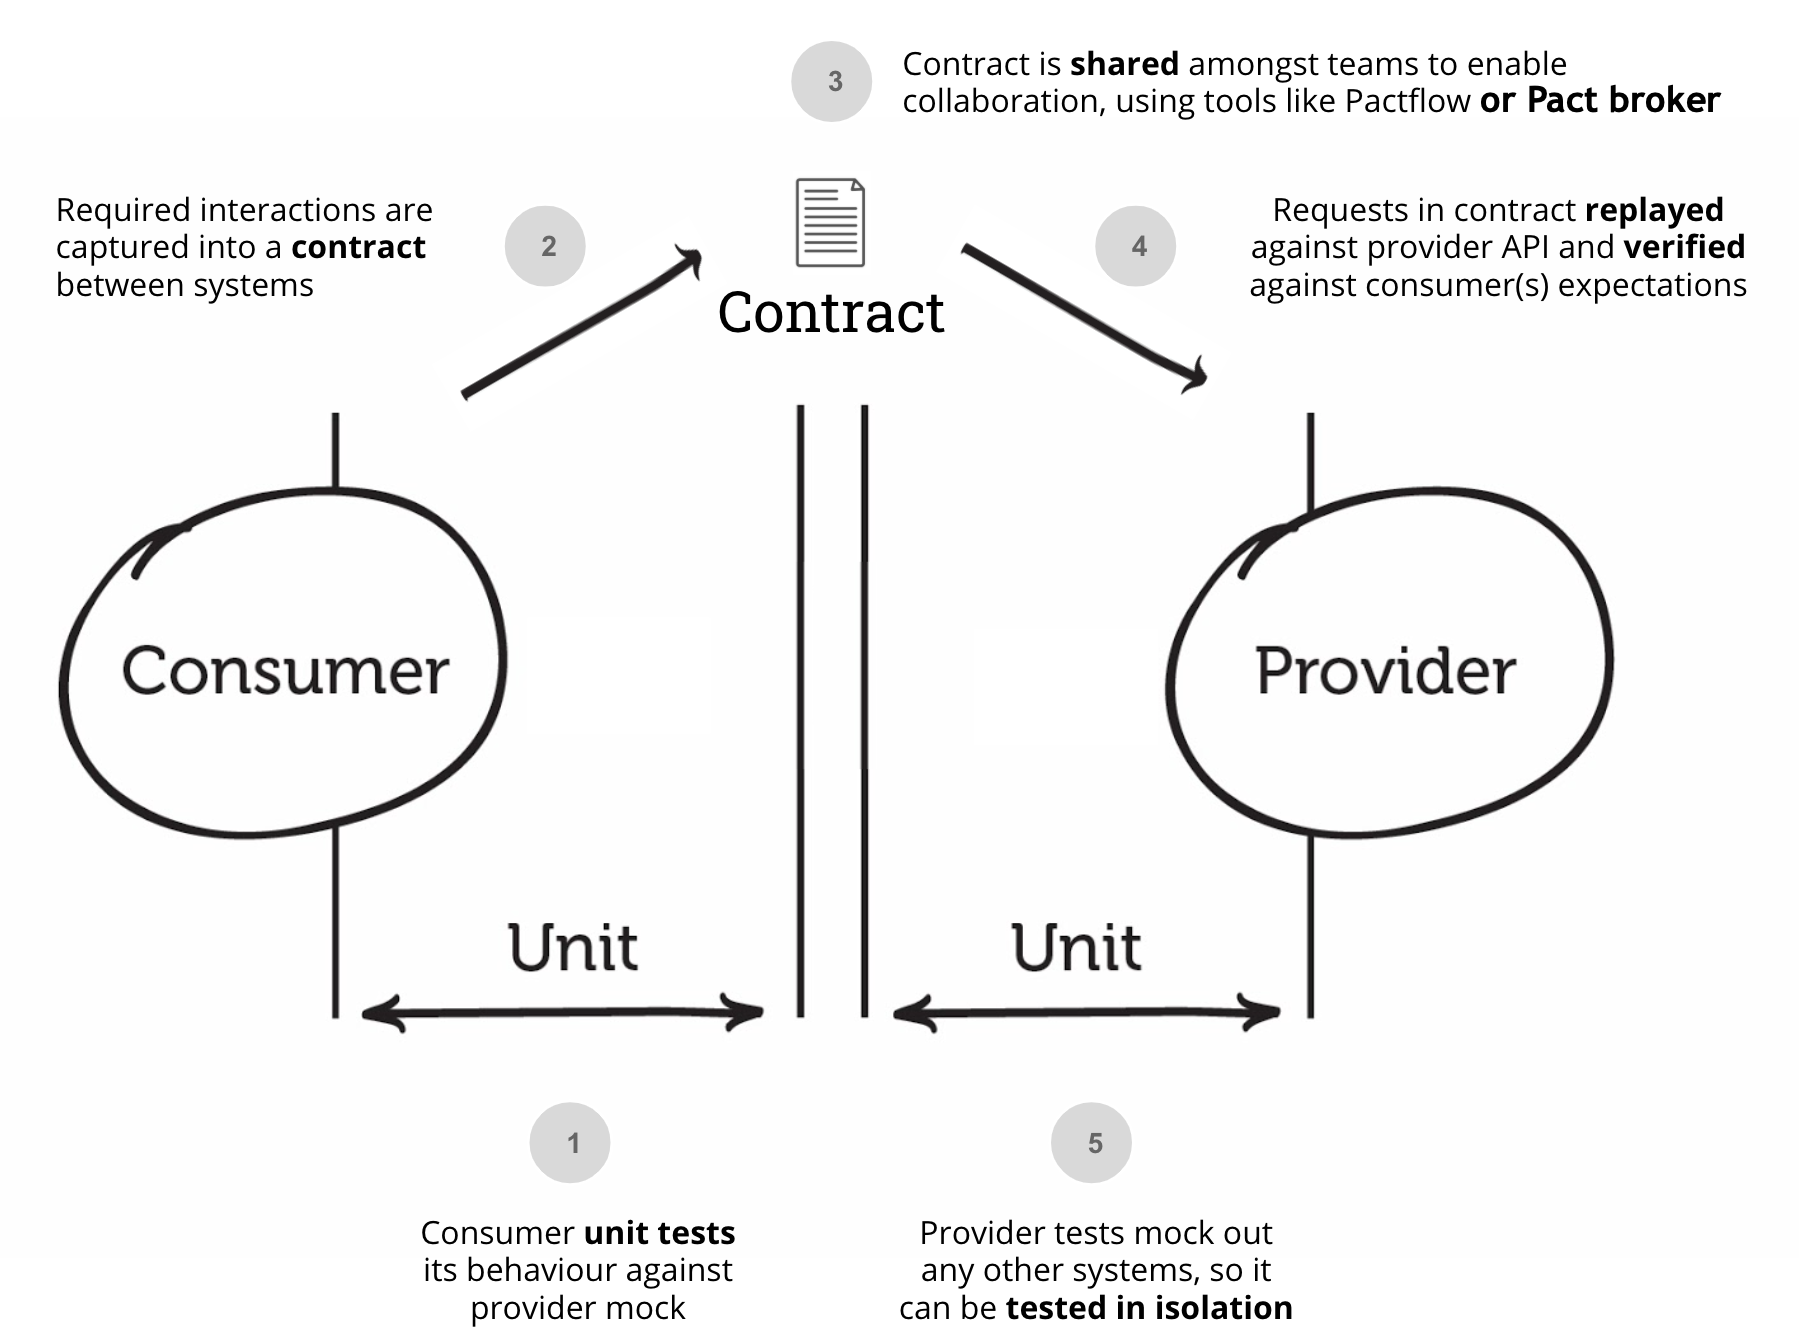 3
Contract is shared amongst teams to enable
collaboration, using tools like Pactflow or Pact broker
Required interactions are
captured into a contract
between systems
2
4
Requests in contract replayed
against provider API and verified
against consumer(s) expectations
Contract
Consumer
Provider
Unit
Unit
1
Consumer unit tests
its behaviour against
provider mock
5
Provider tests mock out
any other systems, so it
can be tested in isolation